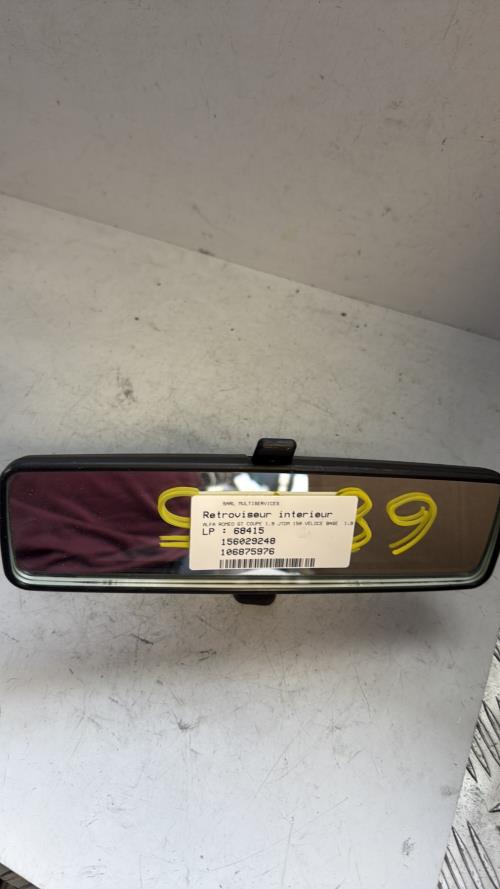 SARL MULTISERVICES
Retroviseur interieur
ALFA ROMEO GT COUPE 1.9 JTDM 150 VELOCE BASE 1.9
LP : 68415
156029248
106875976